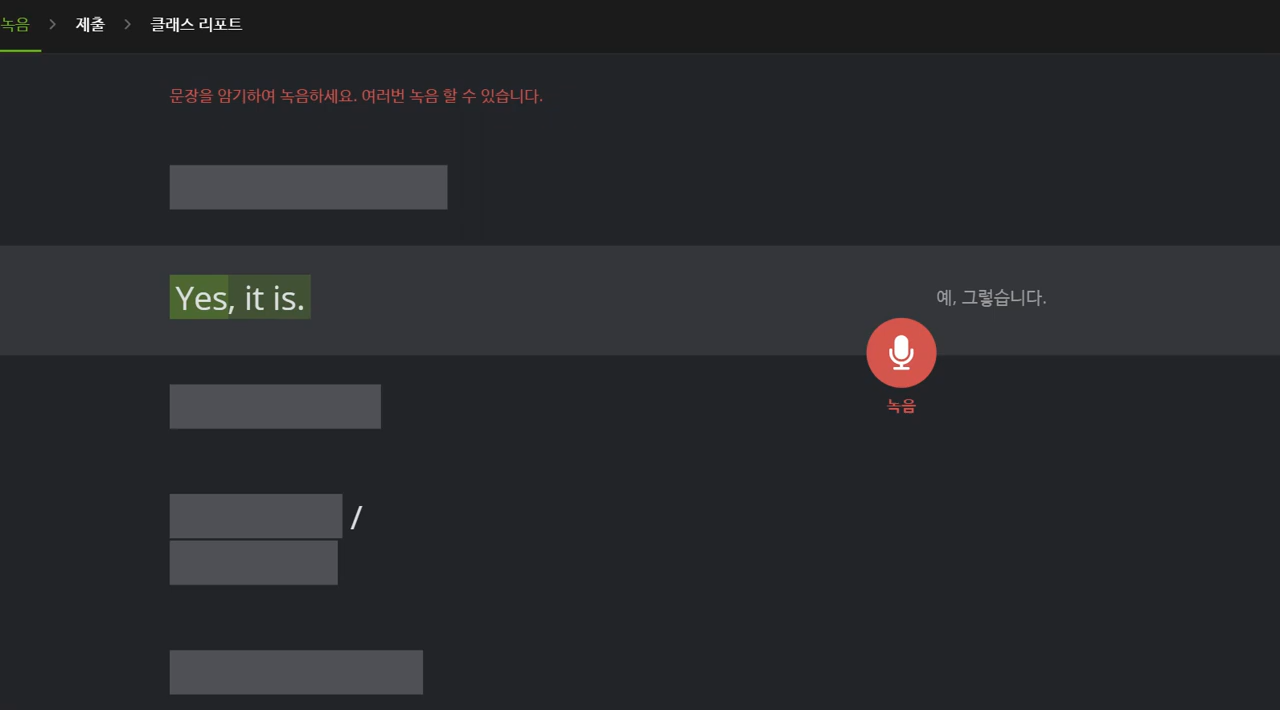 녹음 > 제출 > 클래스 리포트
문장을 암기하여 녹음하세요. 여러번 녹음 할 수 있습니다.
Yes, it is.
예, 그렇습니다.
녹음
/